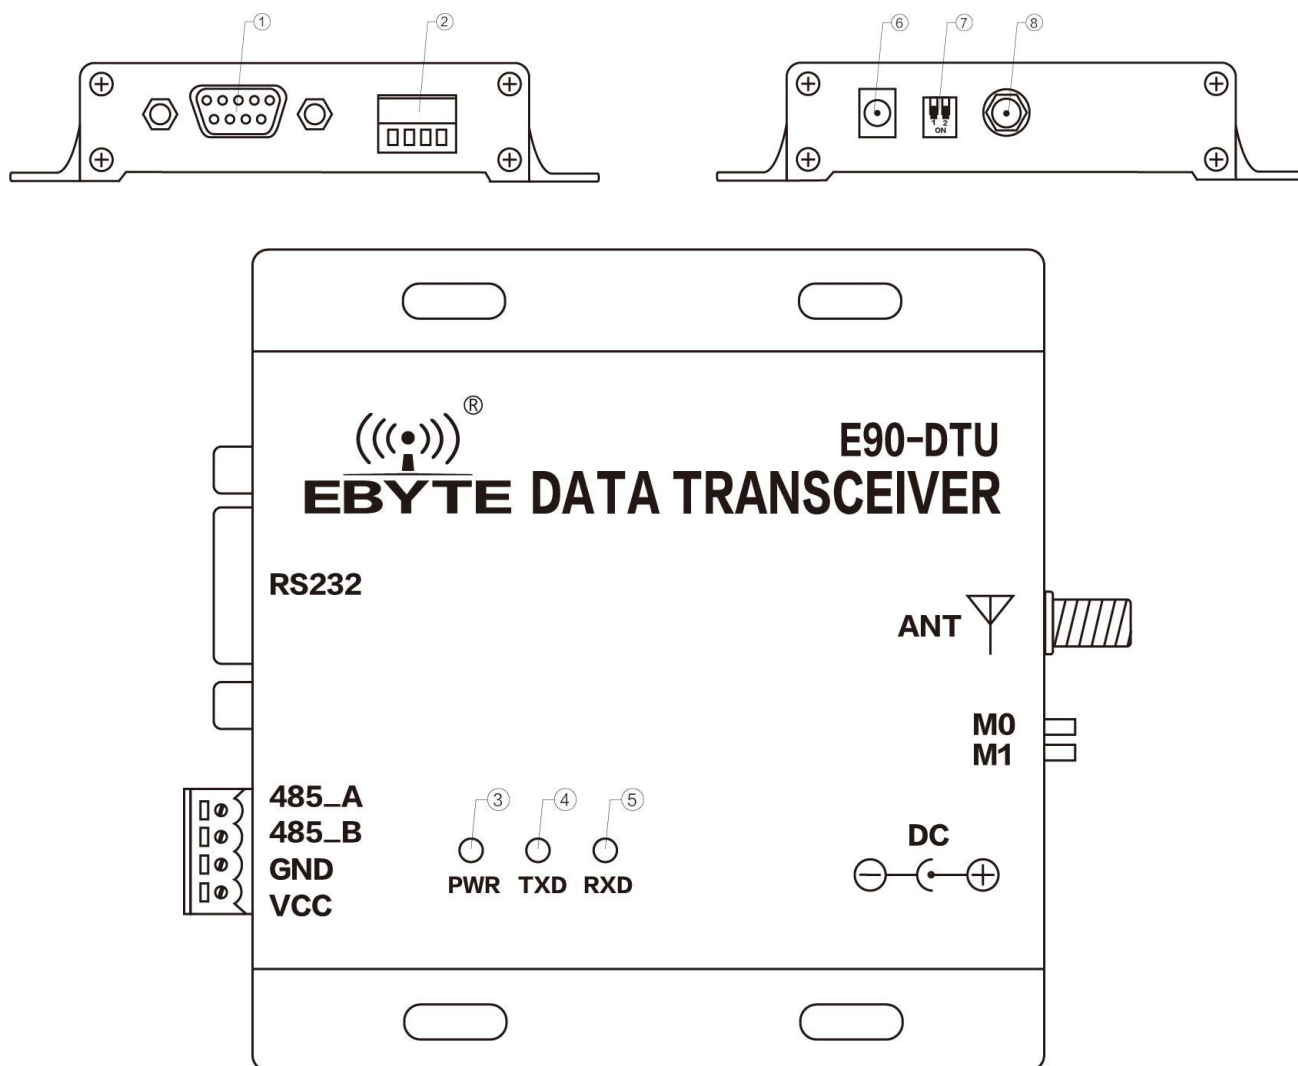 ① ②
⑥ ⑦ ⑧
1 2
ON
®
EBYTE
E90-DTU
DATA TRANSCEIVER
RS232
ANT
M0
M1
485_A
485_B
GND
VCC
③ ④ ⑤
PWR TXD RXD
DC